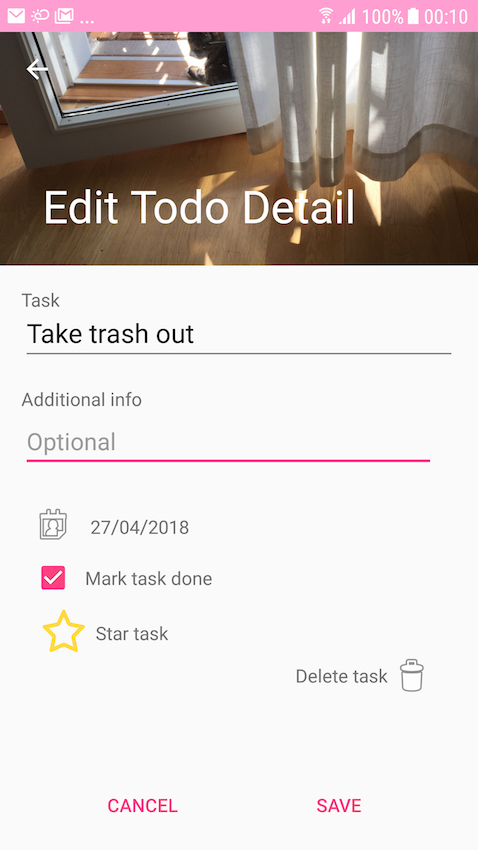 ... 100% 00:10
Edit Todo Detail
Task
Take trash out
Additional info
Optional
27/04/2018
Mark task done
Star task
Delete task
CANCEL SAVE